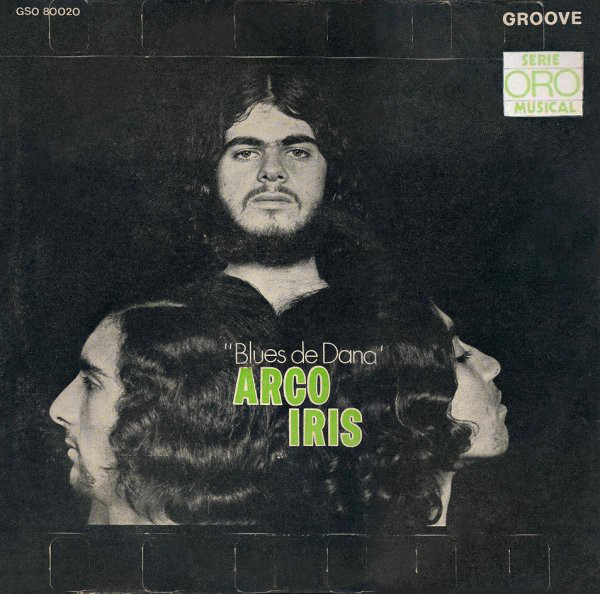 GSO 80020
GROOVE
SERIE
ORO
MUSICAL
"Blues de Dana'
ARCO
IRIS